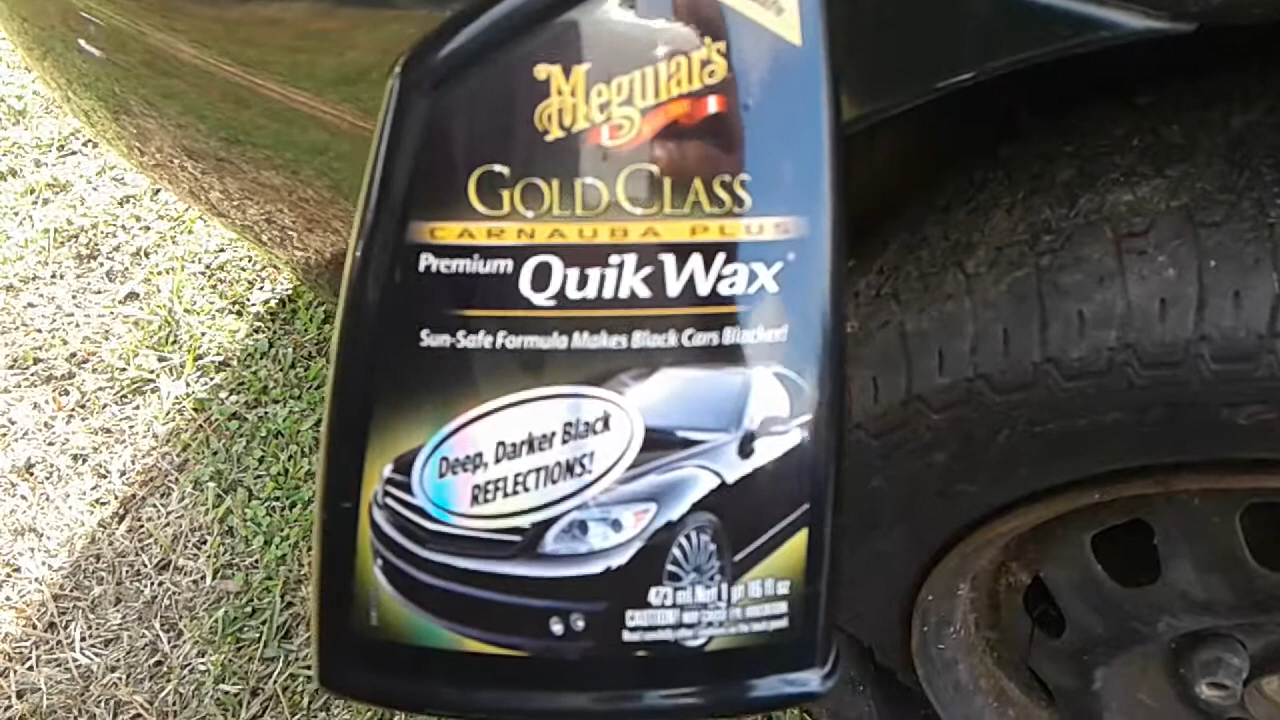 Meguiar's
GOLD CLASS
CARNAUBA PLUS
Premium Quik Wax
Sun-Safe Formula Makes Black Cars Blacker!
Deep, Darker Black
REFLECTIONS!
473 ml Net 1 pt 16 fl oz